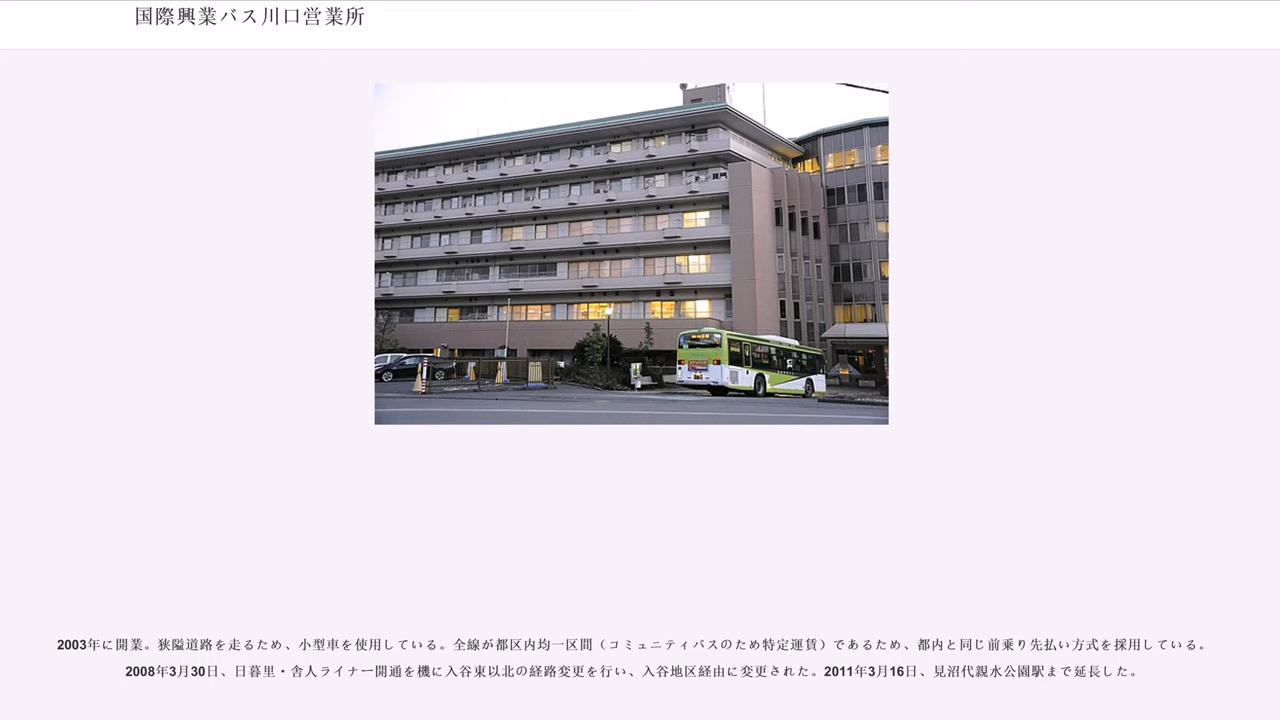 国際興業バス川口営業所
2003年に開業。狭隘道路を走るため、小型車を使用している。全線が都区内均一区間（コミュニティバスのため特定運賃）であるため、都内と同じ前乗り先払い方式を採用している。
2008年3月30日、日暮里・舎人ライナー開通を機に入谷東以北の経路変更を行い、入谷地区経由に変更された。2011年3月16日、見沼代親水公園駅まで延長した。